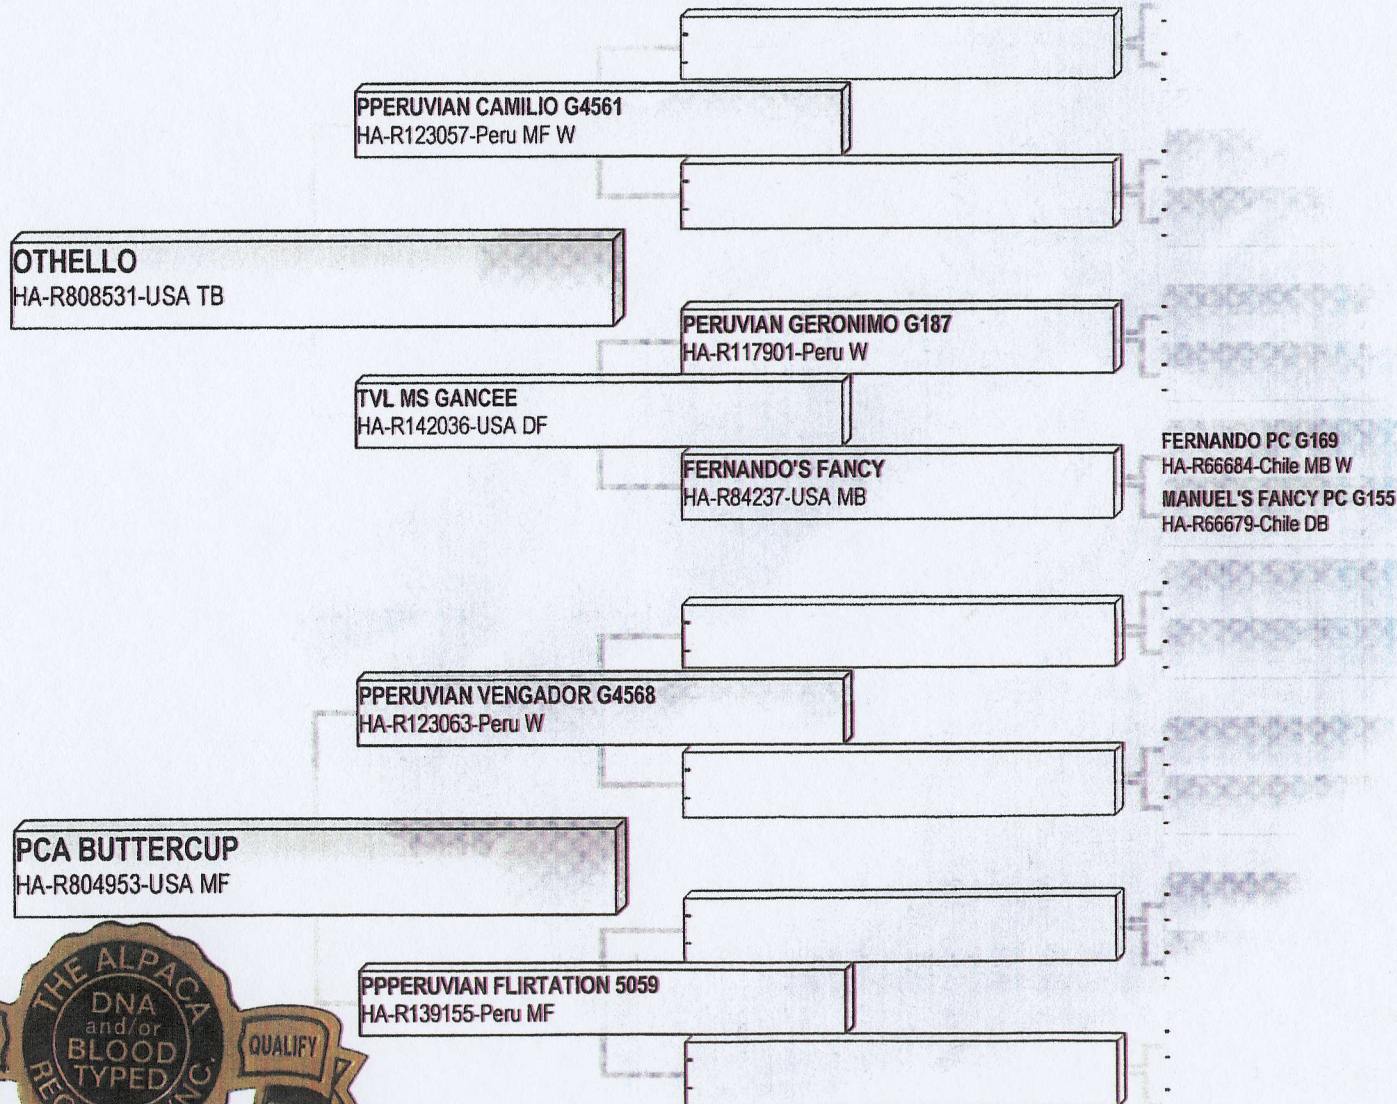 PPERUVIAN CAMILIO G4561
HA-R123057-Peru MF W
OTHELLO
HA-R808531-USA TB
PERUVIAN GERONIMO G187
HA-R117901-Peru W
TVL MS GANCEE
HA-R142036-USA DF
FERNANDO'S FANCY
HA-R84237-USA MB
FERNANDO PC G169
HA-R66684-Chile MB W
MANUEL'S FANCY PC G155
HA-R66679-Chile DB
PPERUVIAN VENGADOR G4568
HA-R123063-Peru W
PCA BUTTERCUP
HA-R804953-USA MF
PPPERUVIAN FLIRTATION 5059
HA-R139155-Peru MF
THE ALPACA
DNA
and/or
BLOOD
TYPED
QUALIFY